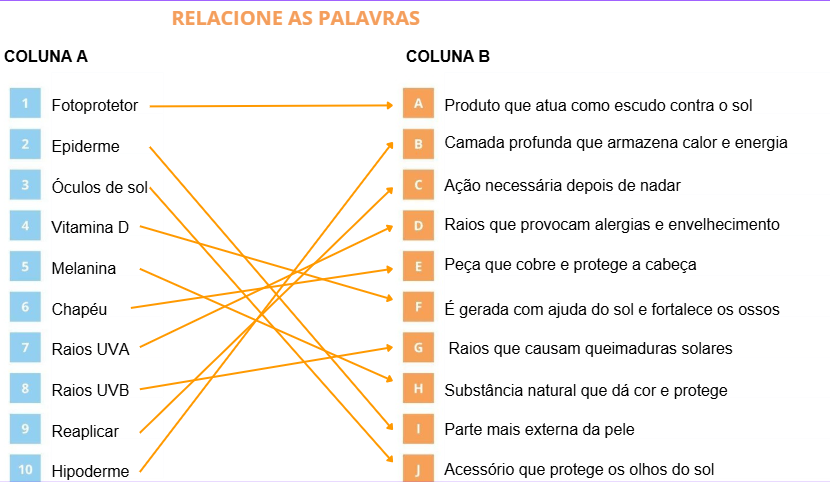 RELACIONE AS PALAVRAS
COLUNA A COLUNA B
1 Fotoprotetor A Produto que atua como escudo contra o sol
2 Epiderme B Camada profunda que armazena calor e energia
3 Óculos de sol C Ação necessária depois de nadar
4 Vitamina D D Raios que provocam alergias e envelhecimento
5 Melanina E Peça que cobre e protege a cabeça
6 Chapéu F É gerada com ajuda do sol e fortalece os ossos
7 Raios UVA G Raios que causam queimaduras solares
8 Raios UVB H Substância natural que dá cor e protege
9 Reaplicar I Parte mais externa da pele
10 Hipoderme J Acessório que protege os olhos do sol